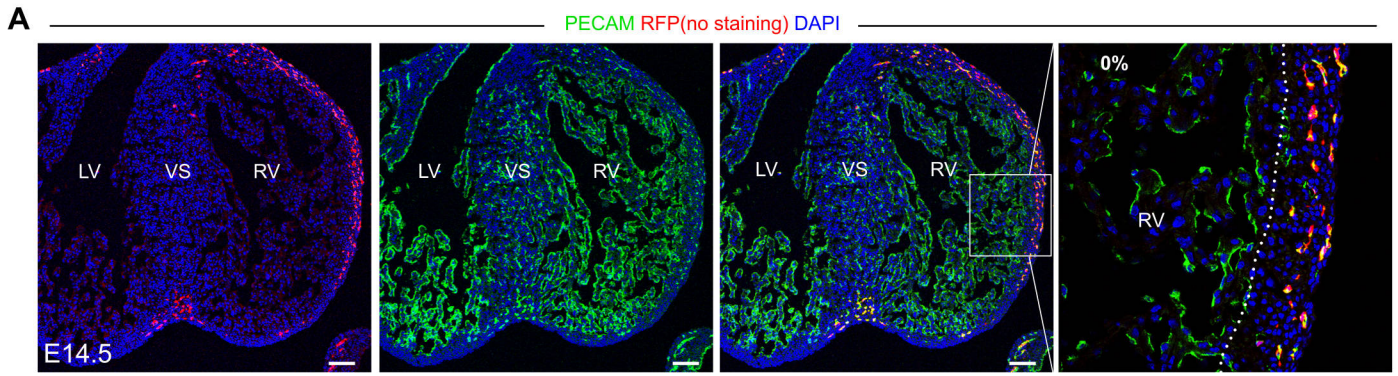 A
PECAM RFP(no staining) DAPI
LV VS RV
E14.5
LV VS RV
LV VS RV
0%
RV